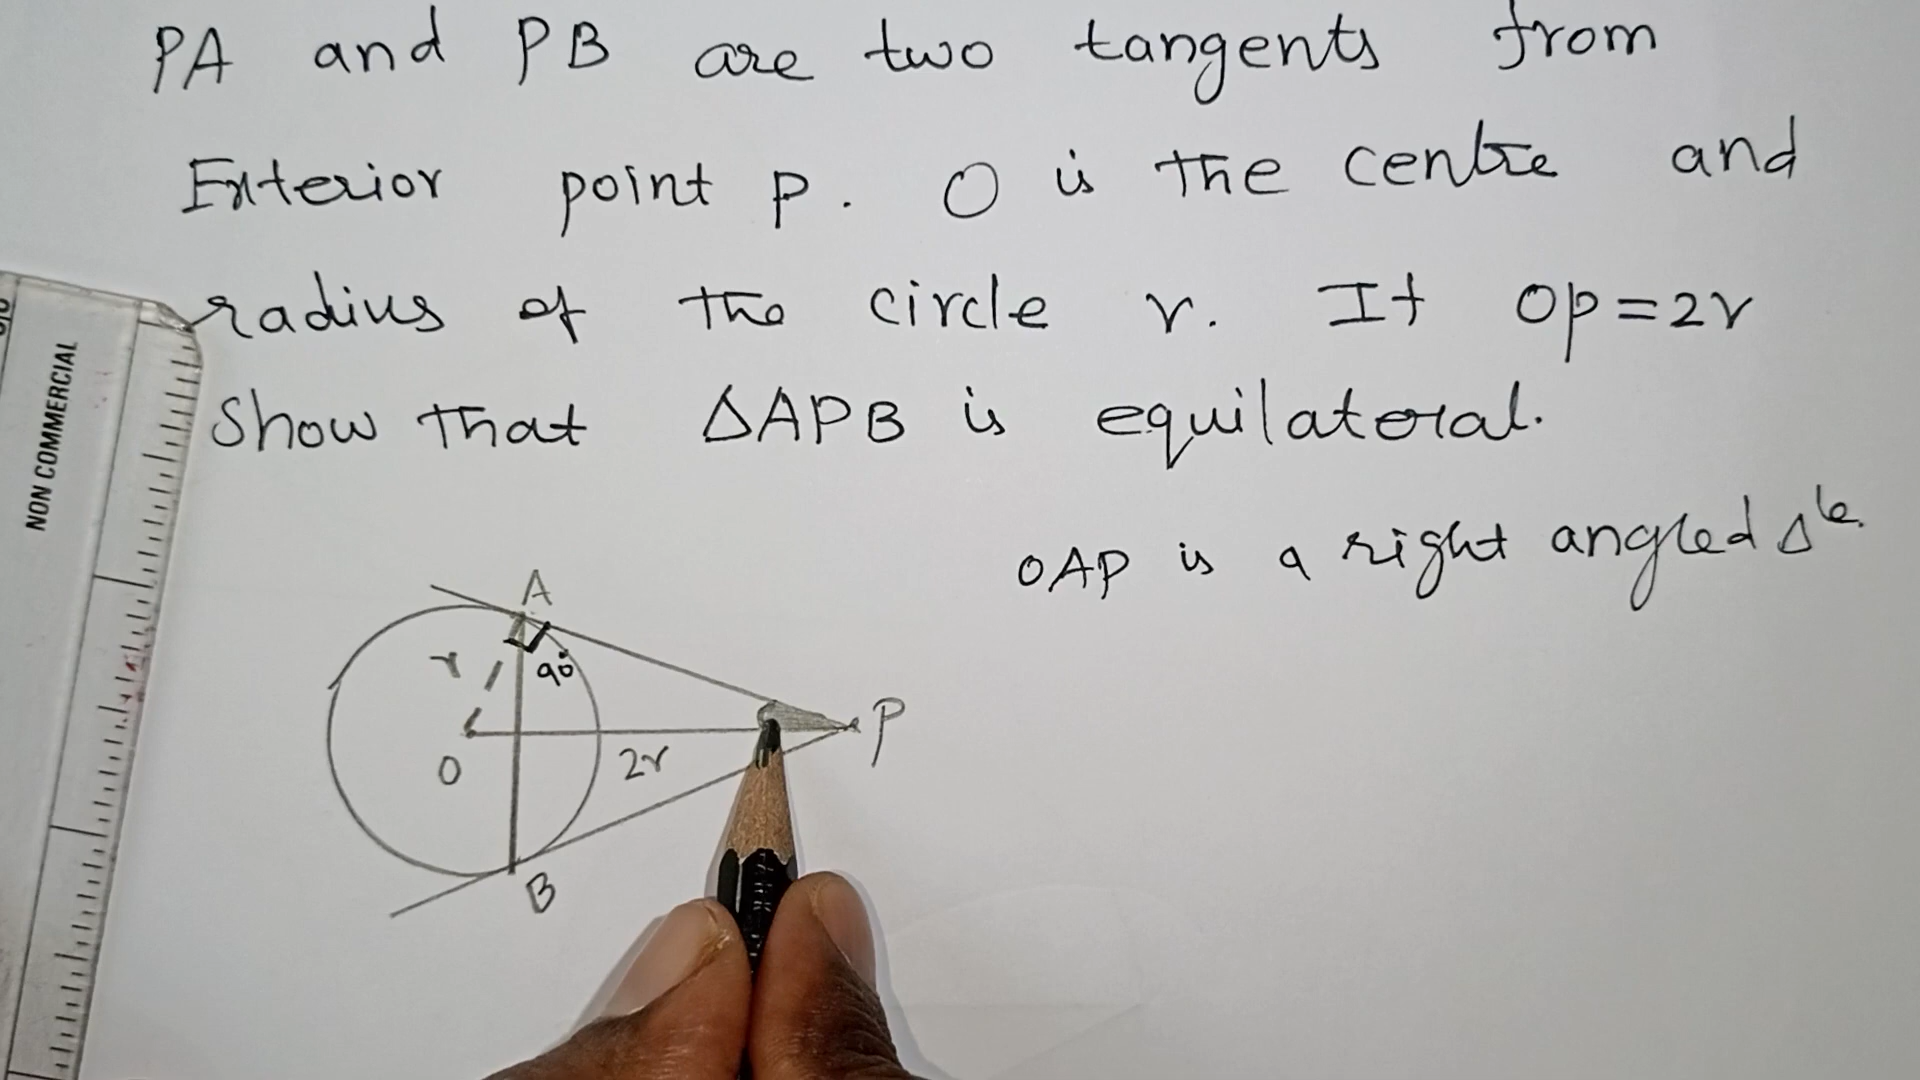 PA and PB are two tangents from
Exterior point P. O is the centre and
radius of the circle r. If OP=2r
Show that ΔAPB is equilateral.
OAP is a right angled Δle.
A
r
90°
P
2r
O
B
NON COMMERCIAL